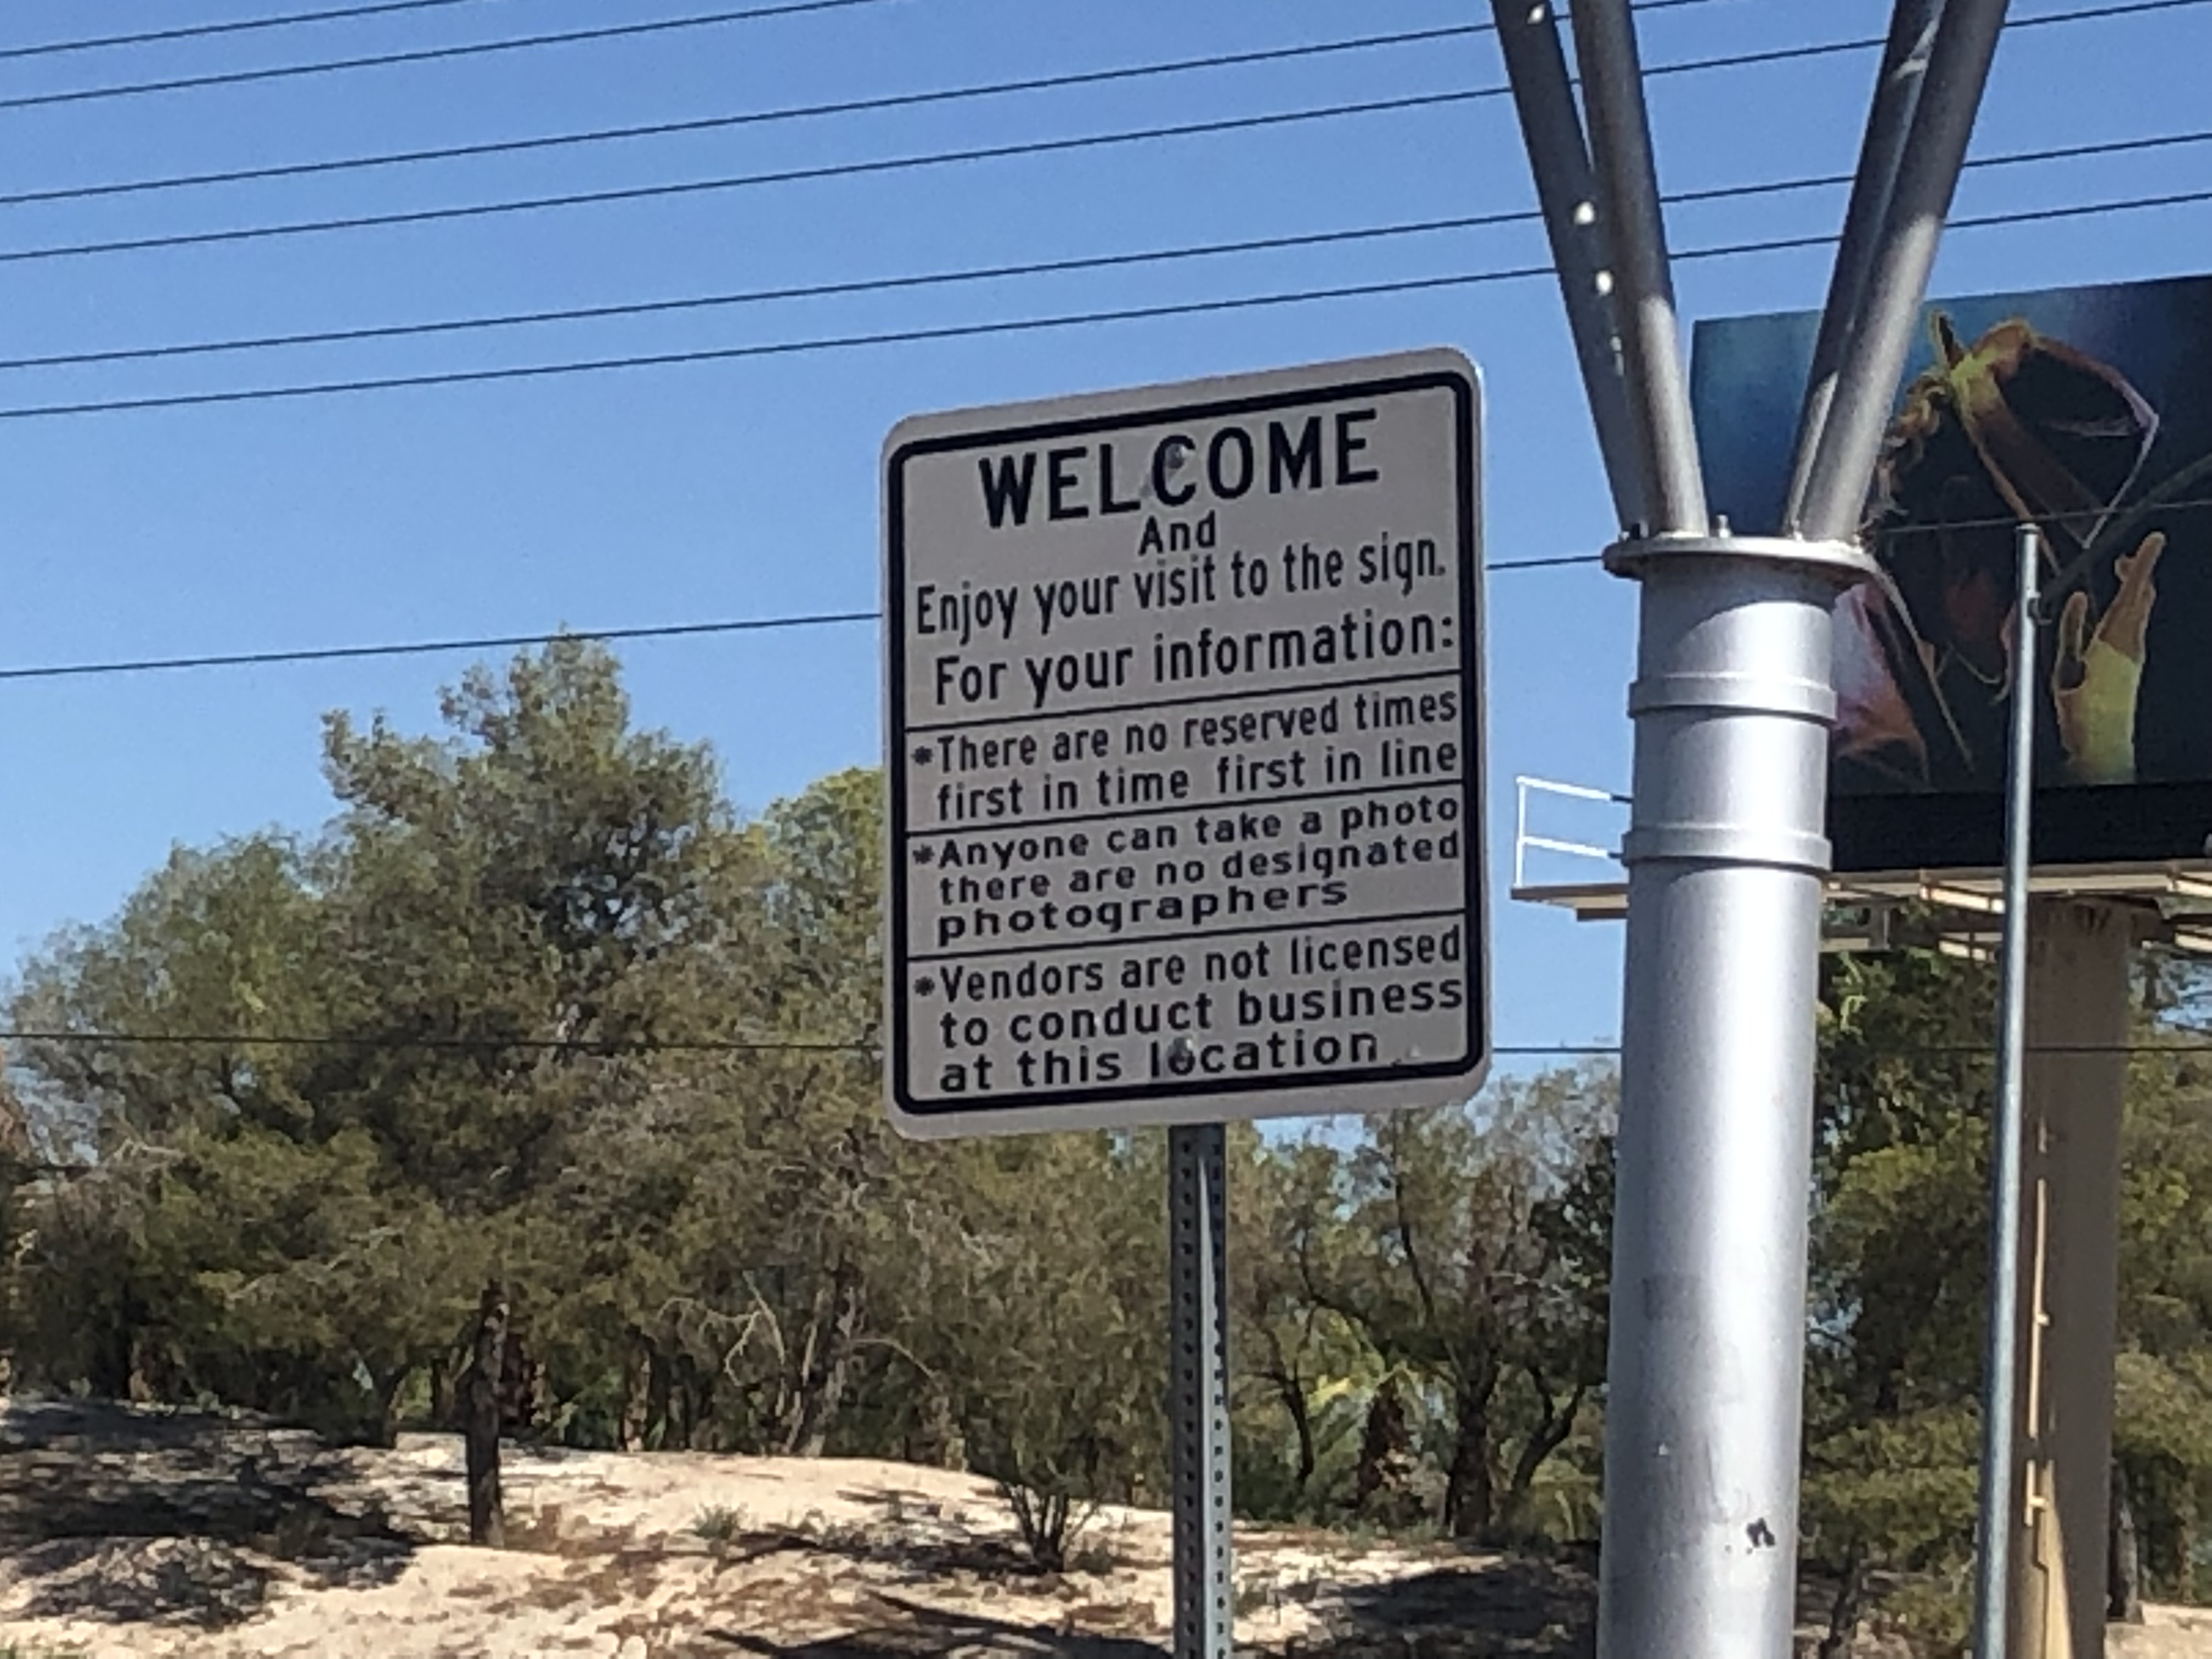 WELCOME
And
Enjoy your visit to the sign.
For your information:
*There are no reserved times
first in time first in line
*Anyone can take a photo
there are no designated
photographers
*Vendors are not licensed
to conduct business
at this location